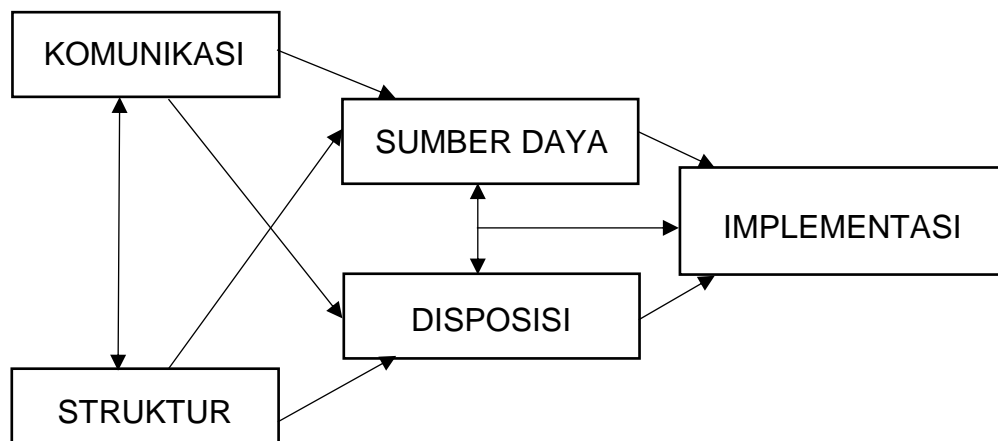 KOMUNIKASI
SUMBER DAYA
IMPLEMENTASI
DISPOSISI
STRUKTUR